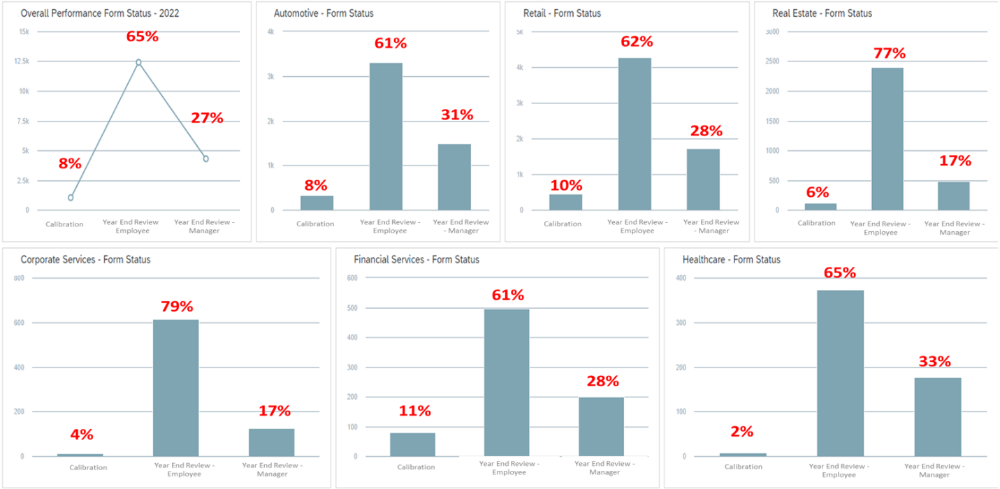 Overall Performance Form Status - 2022
15k
65%
12.5k
10k
7.5k
27%
5k
8%
2.5k
0
Calibration
Year End Review -
Employee
Year End Review -
Manager
Automotive - Form Status
4k
61%
3k
31%
2k
1k
8%
0
Calibration
Year End Review -
Employee
Year End Review
- Manager
Retail - Form Status
5k
62%
4k
3k
28%
2k
1k
10%
0
Calibration
Year End Review -
Employee
Year End Review
- Manager
Real Estate - Form Status
3000
77%
2500
2000
1500
1000
17%
500
6%
0
Calibration
Year End Review -
Employee
Year End Review -
Manager
Corporate Services - Form Status
800
79%
600
400
200
17%
4%
0
Calibration
Year End Review -
Employee
Year End Review -
Manager
Financial Services - Form Status
600
61%
500
400
300
28%
200
11%
100
0
Calibration
Year End Review -
Employee
Year End Review -
Manager
Healthcare - Form Status
65%
400
300
33%
200
100
2%
0
Calibration
Year End Review -
Employee
Year End Review -
Manager